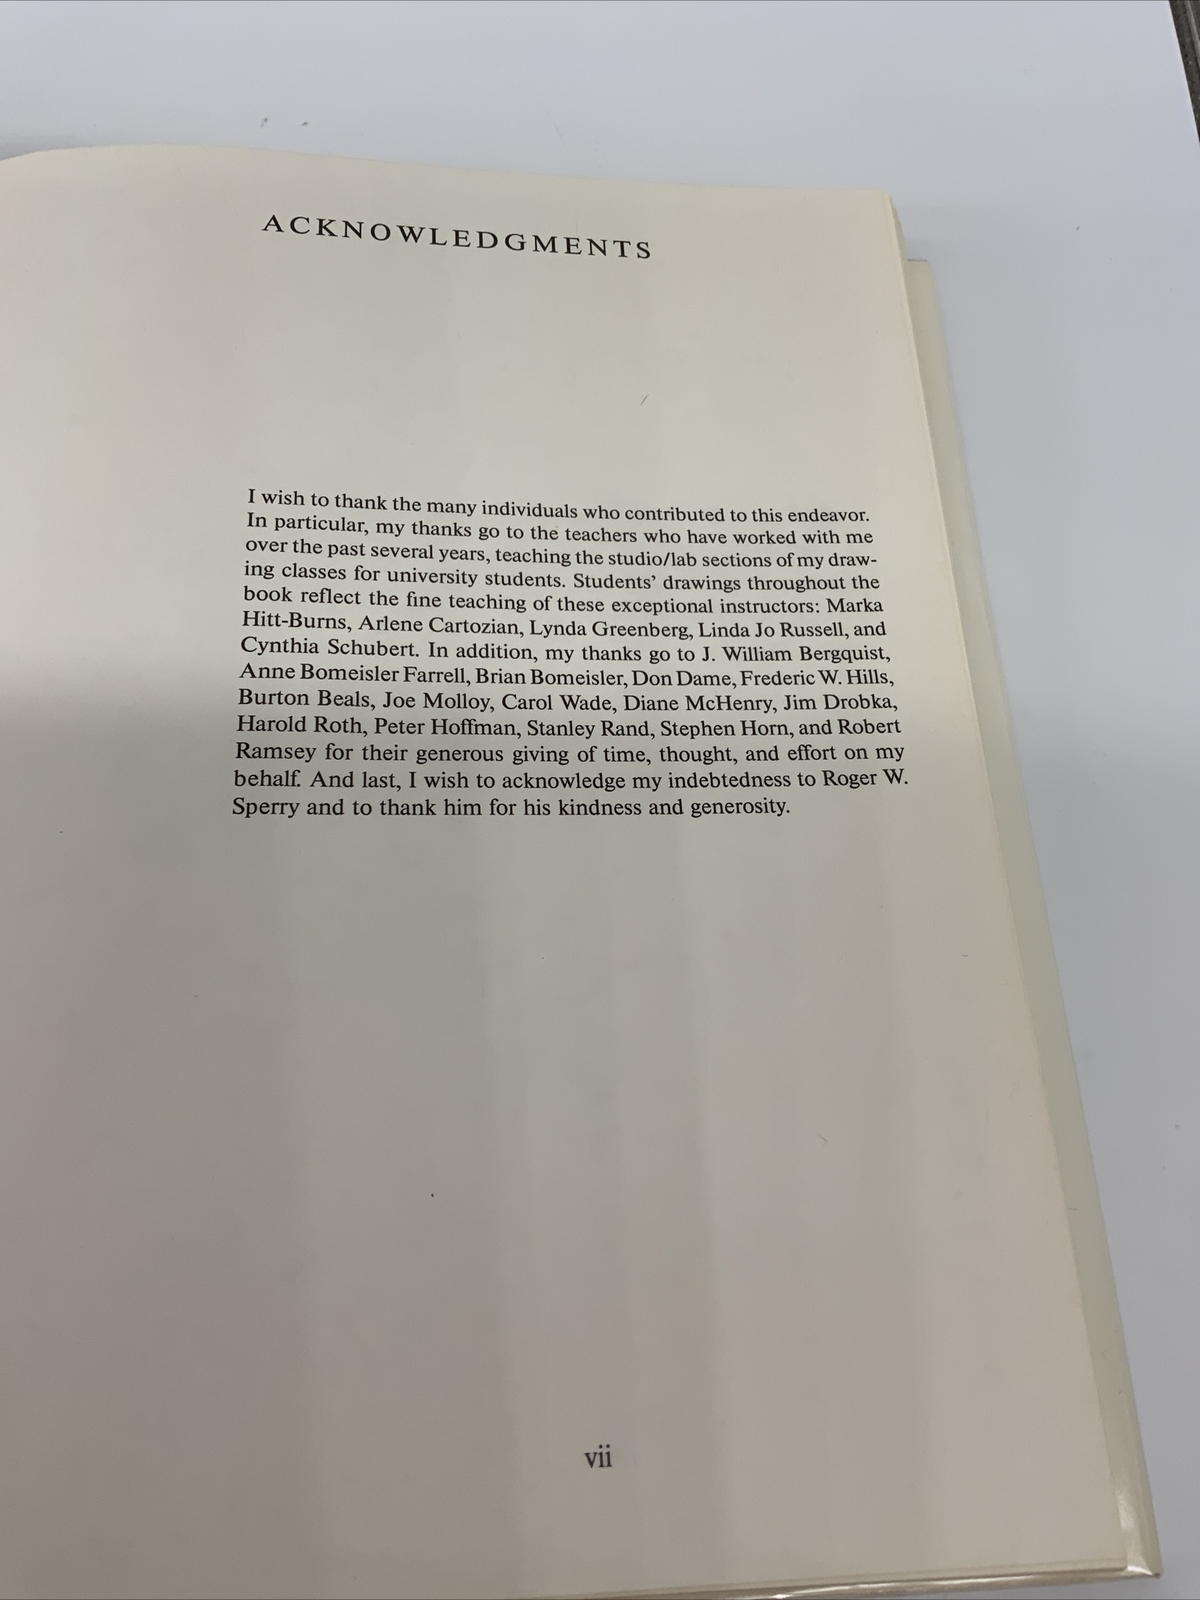 ACKNOWLEDGMENTS
I wish to thank the many individuals who contributed to this endeavor.
In particular, my thanks go to the teachers who have worked with me
over the past several years, teaching the studio/lab sections of my draw-
ing classes for university students. Students' drawings throughout the
book reflect the fine teaching of these exceptional instructors: Marka
Hitt-Burns, Arlene Cartozian, Lynda Greenberg, Linda Jo Russell, and
Cynthia Schubert. In addition, my thanks go to J. William Bergquist,
Anne Bomeisler Farrell, Brian Bomeisler, Don Dame, Frederic W. Hills,
Burton Beals, Joe Molloy, Carol Wade, Diane McHenry, Jim Drobka,
Harold Roth, Peter Hoffman, Stanley Rand, Stephen Horn, and Robert
Ramsey for their generous giving of time, thought, and effort on my
behalf. And last, I wish to acknowledge my indebtedness to Roger W.
Sperry and to thank him for his kindness and generosity.
vii